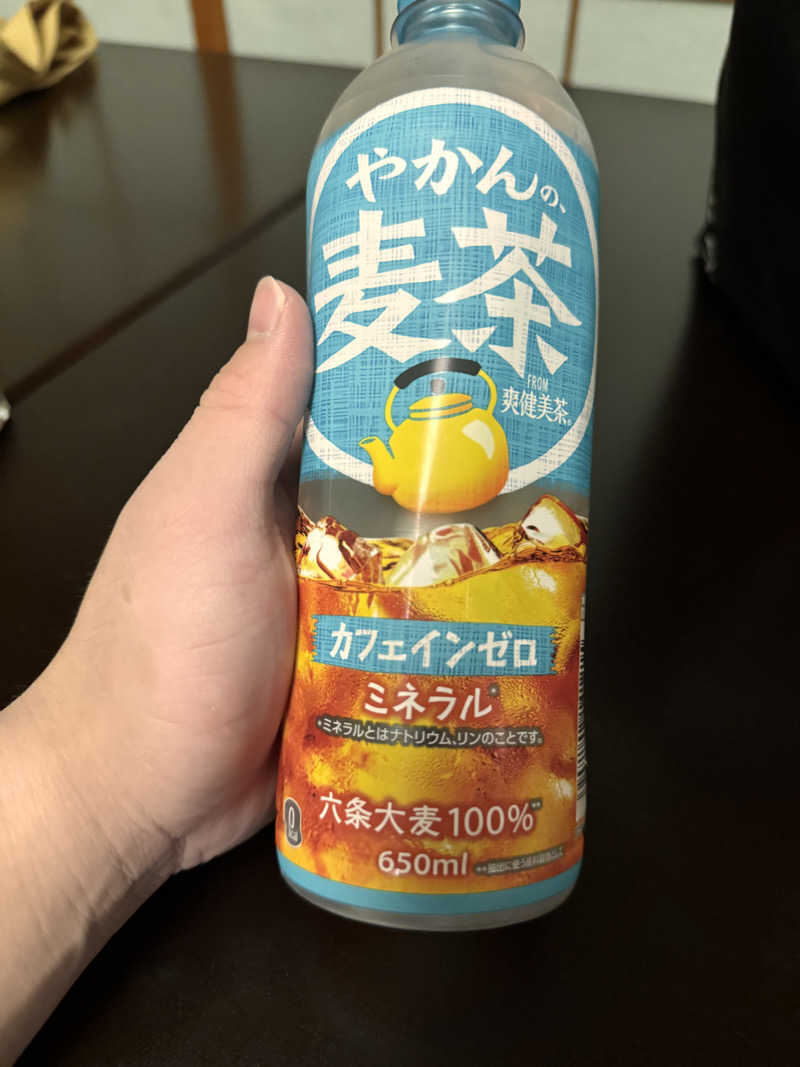 やかんの、
麦茶
FROM
爽健美茶®
カフェインゼロ
ミネラル*
*ミネラルとはナトリウム、リンのことです。
0
六条大麦100%**
650ml